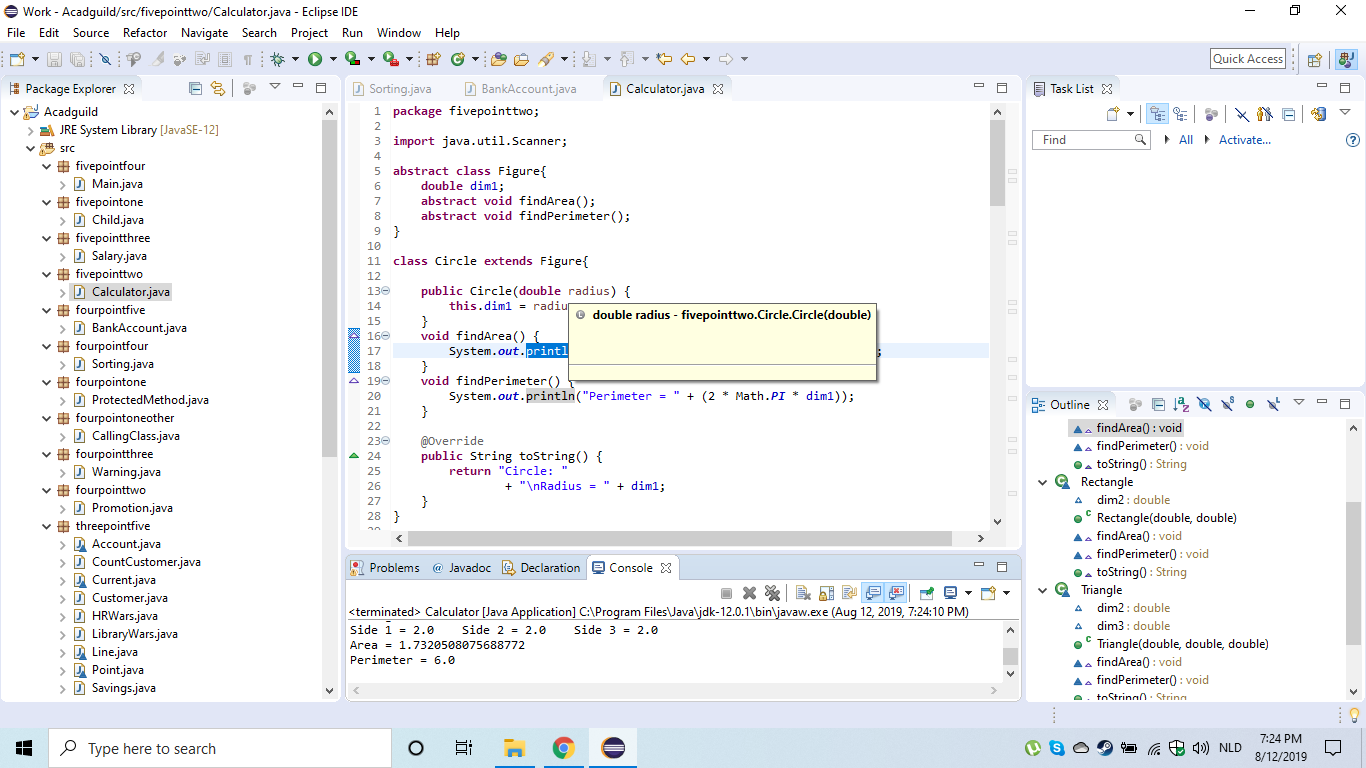 Work - Acadguild/src/fivepointtwo/Calculator.java - Eclipse IDE
File Edit Source Refactor Navigate Search Project Run Window Help
Quick Access
Package Explorer
Acadguild
JRE System Library [JavaSE-12]
src
fivepointfour
Main.java
fivepointone
Child.java
fivepointthree
Salary.java
fivepointtwo
Calculator.java
fourpointfive
BankAccount.java
fourpointfour
Sorting.java
fourpointone
ProtectedMethod.java
fourpointoneother
CallingClass.java
fourpointthree
Warning.java
fourpointtwo
Promotion.java
threepointfive
Account.java
CountCustomer.java
Current.java
Customer.java
HRWars.java
LibraryWars.java
Line.java
Point.java
Savings.java
Sorting.java BankAccount.java Calculator.java
1 package fivepointtwo;
2
3 import java.util.Scanner;
4
5 abstract class Figure{
6 double dim1;
7 abstract void findArea();
8 abstract void findPerimeter();
9 }
10
11 class Circle extends Figure{
12
13 public Circle(double radius) {
14 this.dim1 = radiu
15 }
16 void findArea() {
17 System.out.printl ;
18 }
19 void findPerimeter() {
20 System.out.println("Perimeter = " + (2 * Math.PI * dim1));
21 }
22
23 @Override
24 public String toString() {
25 return "Circle: "
26 + "\nRadius = " + dim1;
27 }
28 }
double radius - fivepointtwo.Circle.Circle(double)
Problems @ Javadoc Declaration Console
<terminated> Calculator [Java Application] C:\Program Files\Java\jdk-12.0.1\bin\javaw.exe (Aug 12, 2019, 7:24:10 PM)
Side 1 = 2.0 Side 2 = 2.0 Side 3 = 2.0
Area = 1.7320508075688772
Perimeter = 6.0
Task List
Find All Activate...
Outline
findArea() : void
findPerimeter() : void
toString() : String
Rectangle
dim2 : double
Rectangle(double, double)
findArea() : void
findPerimeter() : void
toString() : String
Triangle
dim2 : double
dim3 : double
Triangle(double, double, double)
findArea() : void
findPerimeter() : void
toString() : String
Type here to search
NLD
7:24 PM
8/12/2019